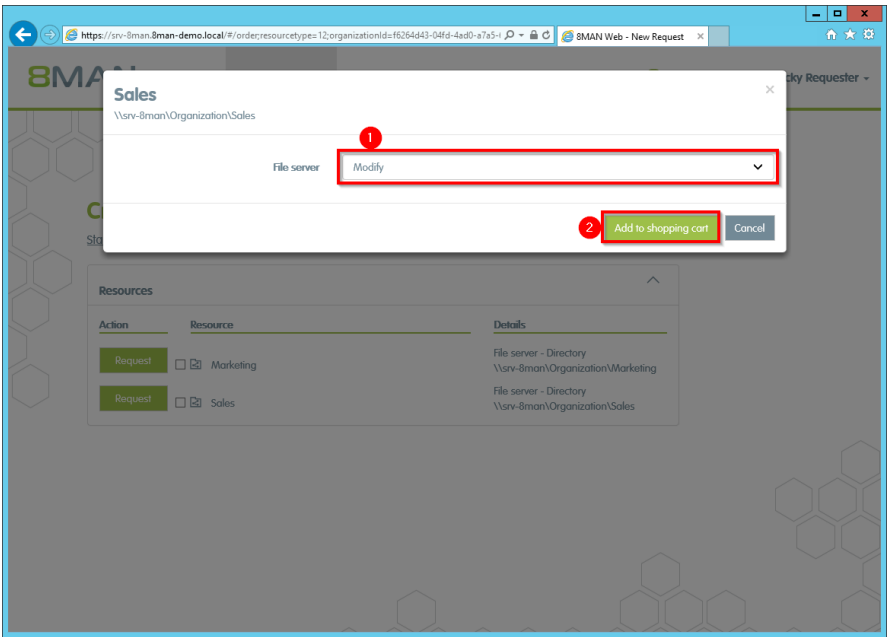 https://srv-8man.8man-demo.local/#/order;resourcetype=12;organizationId=f6264d43-04fd-4ad0-a7a5-
8MAN Web - New Request
8MAN
cky Requester
Sales
\\srv-8man\Organization\Sales
1
File server
Modify
2
Add to shopping cart
Cancel
Sta
Resources
Action
Resource
Details
Request
Marketing
File server - Directory
\\srv-8man\Organization\Marketing
Request
Sales
File server - Directory
\\srv-8man\Organization\Sales